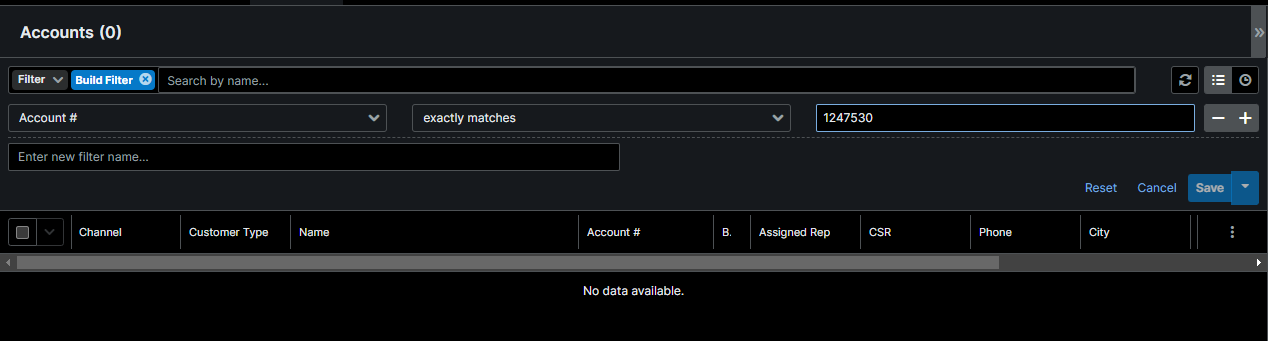 Accounts (0)
Filter Build Filter Search by name...
Account # exactly matches 1247530
Enter new filter name...
Reset Cancel Save
Channel Customer Type Name Account # B. Assigned Rep CSR Phone City
No data available.